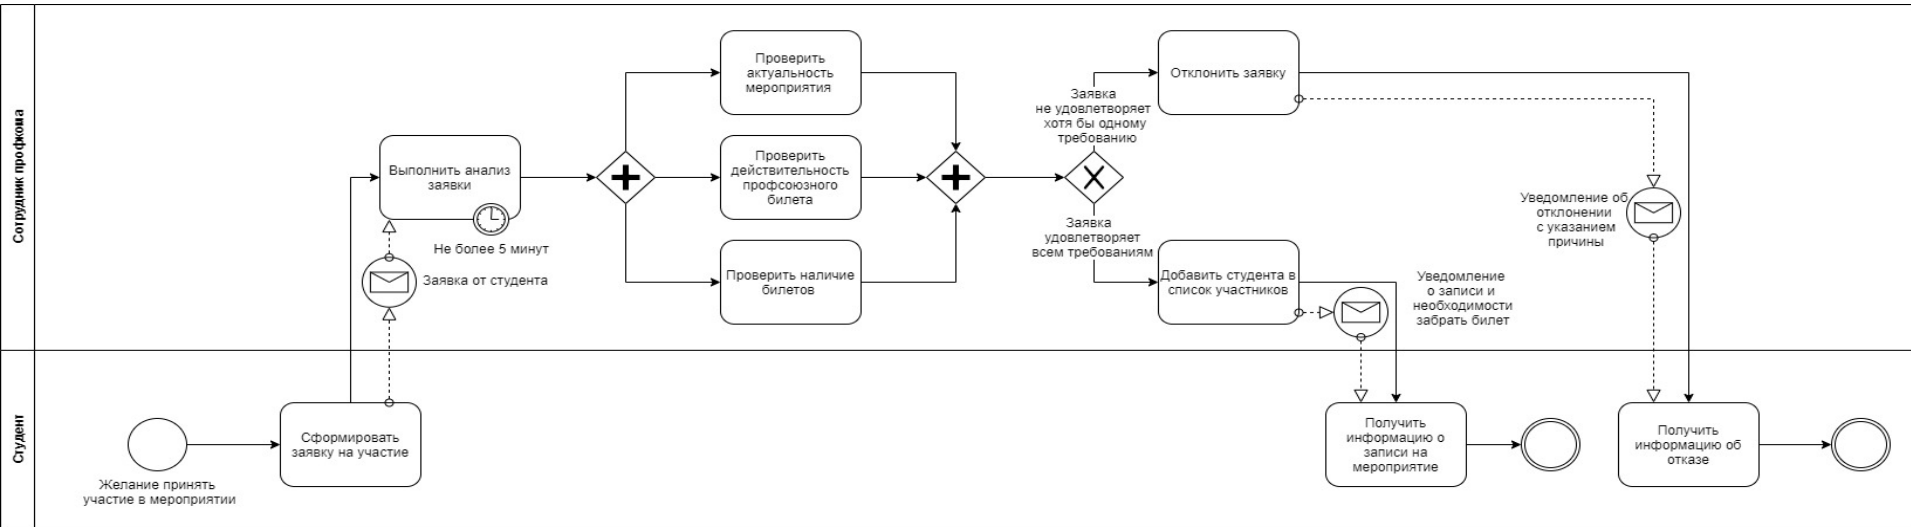 Сотрудник профкома
Проверить
актуальность
мероприятия
Выполнить анализ
заявки
Не более 5 минут
Заявка от студента
Проверить
действительность
профсоюзного
билета
Проверить наличие
билетов
Заявка
не удовлетворяет
хотя бы одному
требованию
Заявка
удовлетворяет
всем требованиям
Отклонить заявку
Добавить студента в
список участников
Уведомление
о записи и
необходимости
забрать билет
Уведомление об
отклонении
с указанием
причины
Студент
Желание принять
участие в мероприятии
Сформировать
заявку на участие
Получить
информацию о
записи на
мероприятие
Получить
информацию об
отказе